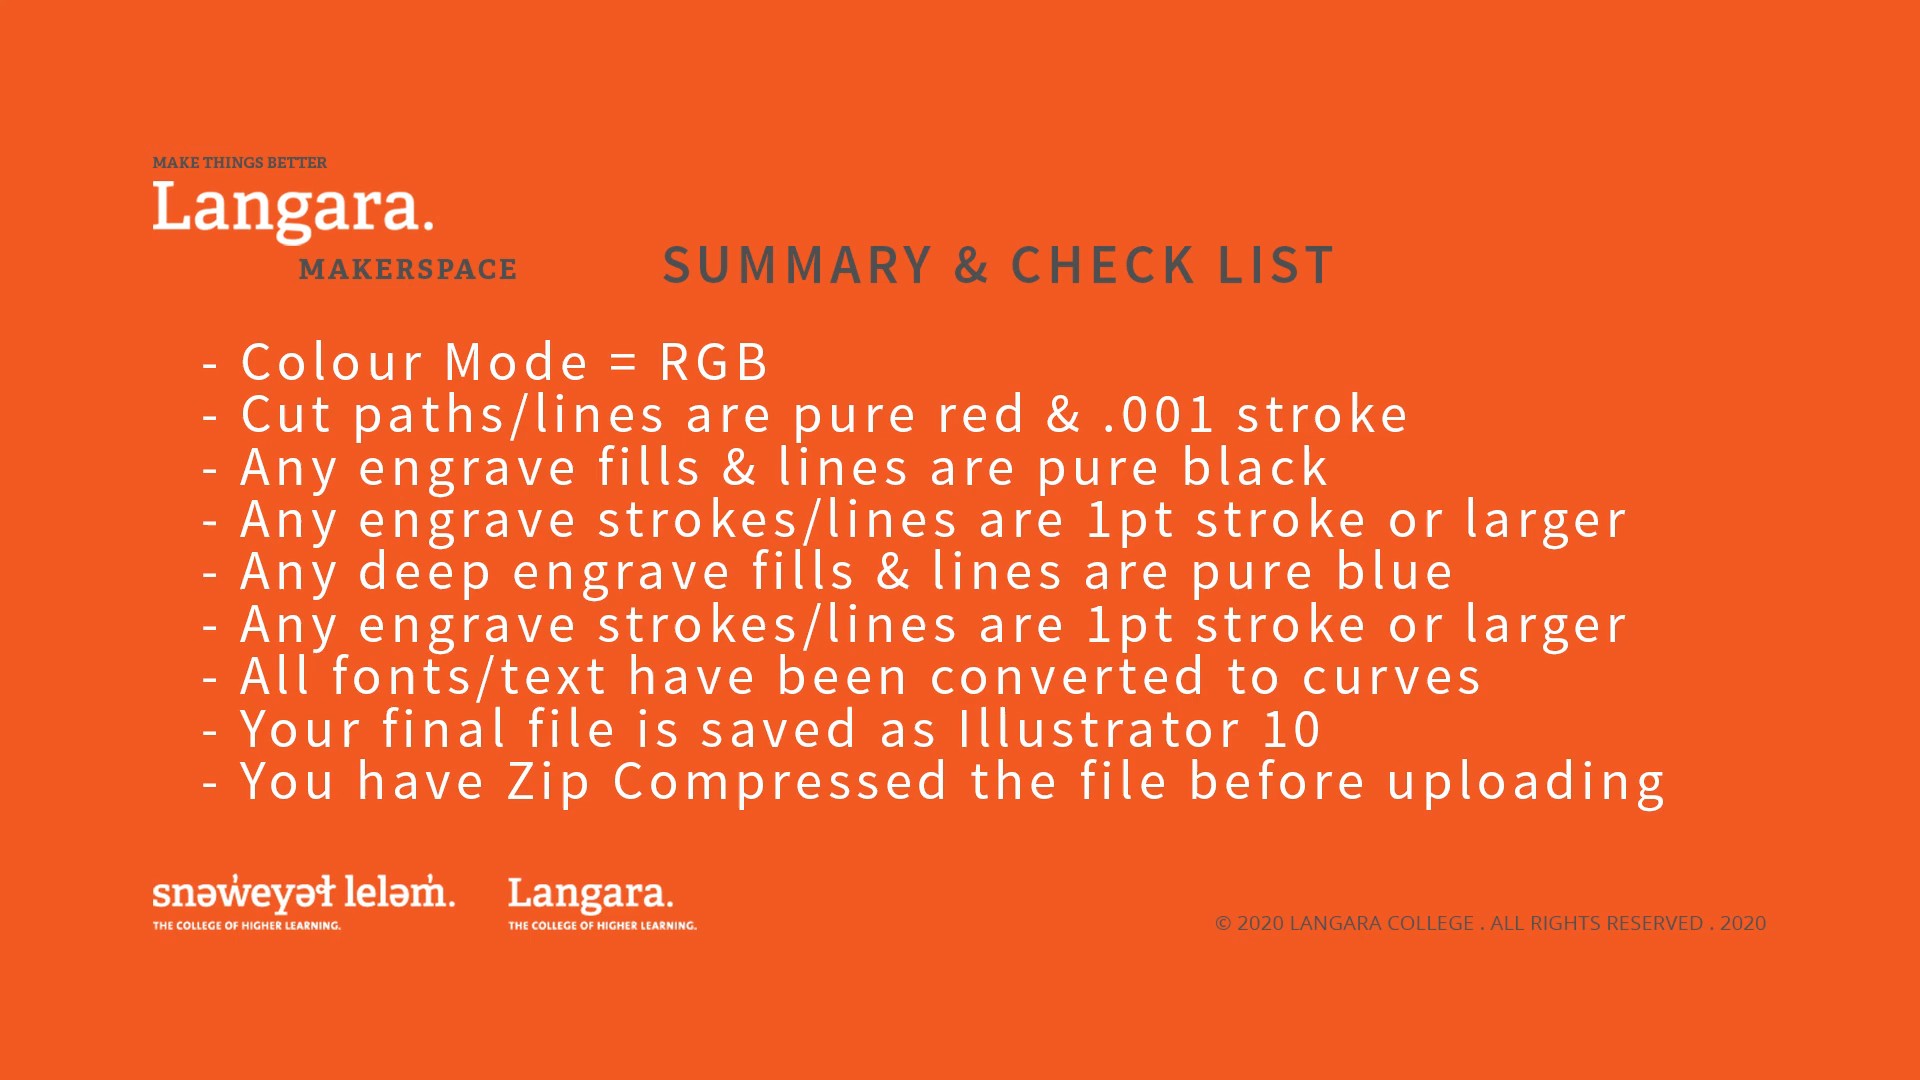 MAKE THINGS BETTER
Langara.
MAKERSPACE
SUMMARY & CHECK LIST
- Colour Mode = RGB
- Cut paths/lines are pure red & .001 stroke
- Any engrave fills & lines are pure black
- Any engrave strokes/lines are 1pt stroke or larger
- Any deep engrave fills & lines are pure blue
- Any engrave strokes/lines are 1pt stroke or larger
- All fonts/text have been converted to curves
- Your final file is saved as Illustrator 10
- You have Zip Compressed the file before uploading
snəw̓eyəɬ leləm̓.
THE COLLEGE OF HIGHER LEARNING.
Langara.
THE COLLEGE OF HIGHER LEARNING.
© 2020 LANGARA COLLEGE . ALL RIGHTS RESERVED . 2020